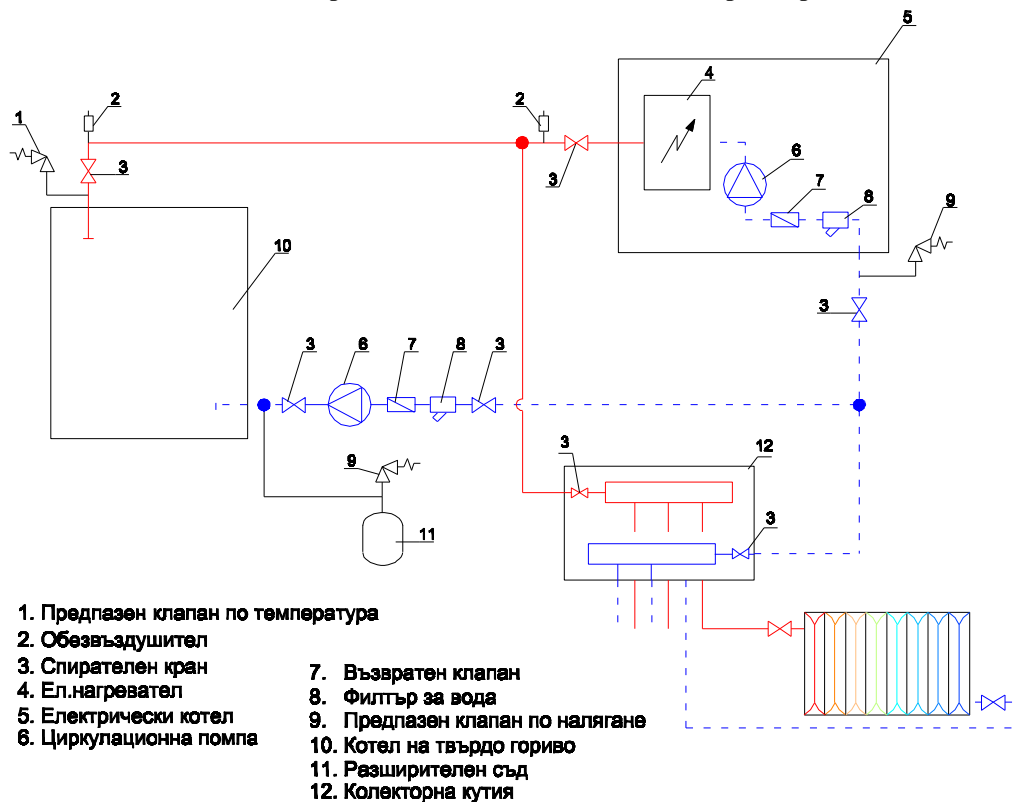 5
4
2
2
1
3
3
6
7
8
9
10
3
3
6
7
8
3
3
12
9
3
11
1. Предпазен клапан по температура
2. Обезвъздушител
3. Спирателен кран
4. Ел.нагревател
5. Електрически котел
6. Циркулационна помпа
7. Възвратен клапан
8. Филтър за вода
9. Предпазен клапан по налягане
10. Котел на твърдо гориво
11. Разширителен съд
12. Колекторна кутия